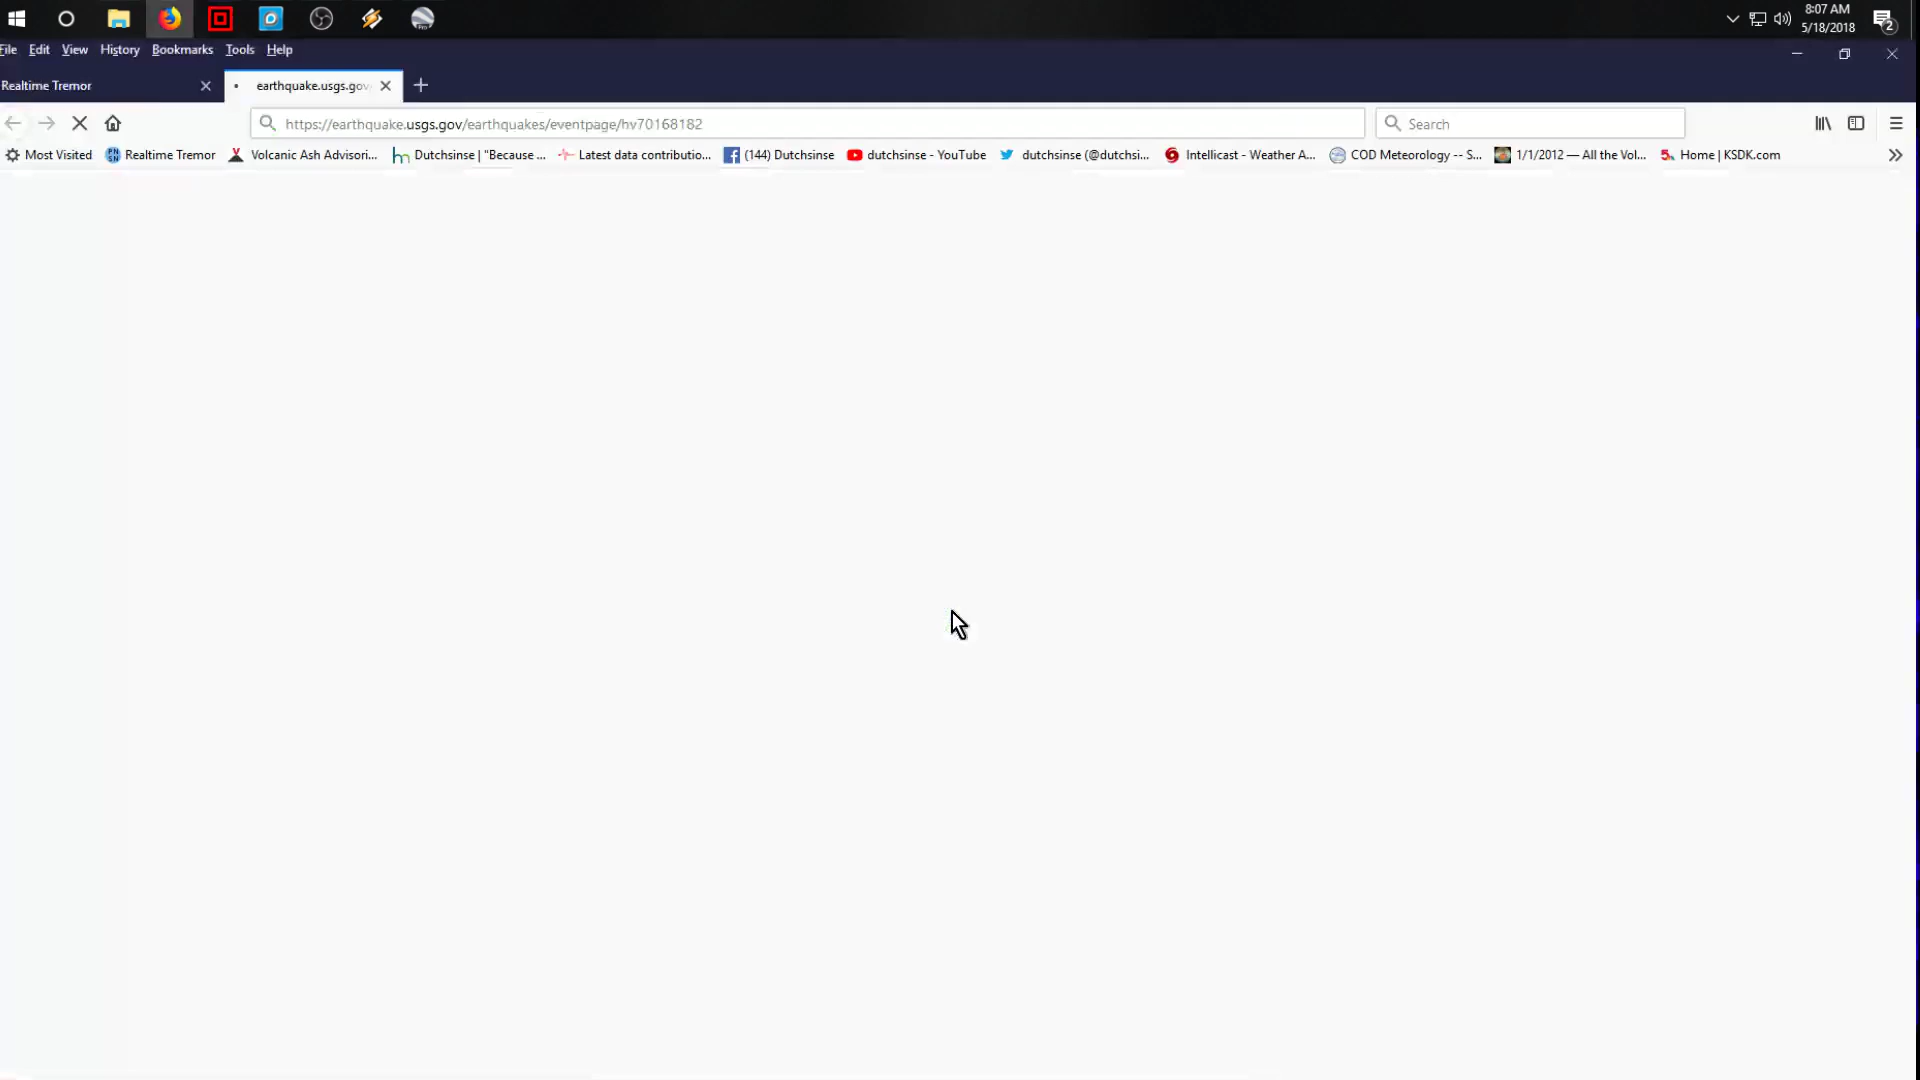 8:07 AM
5/18/2018
2
File Edit View History Bookmarks Tools Help
Realtime Tremor
earthquake.usgs.gov
https://earthquake.usgs.gov/earthquakes/eventpage/hv70168182
Search
Most Visited Realtime Tremor Volcanic Ash Advisori... Dutchsinse | "Because ... Latest data contributio... (144) Dutchsinse dutchsinse - YouTube dutchsinse (@dutchsi... Intellicast - Weather A... COD Meteorology -- S... 1/1/2012 — All the Vol... Home | KSDK.com